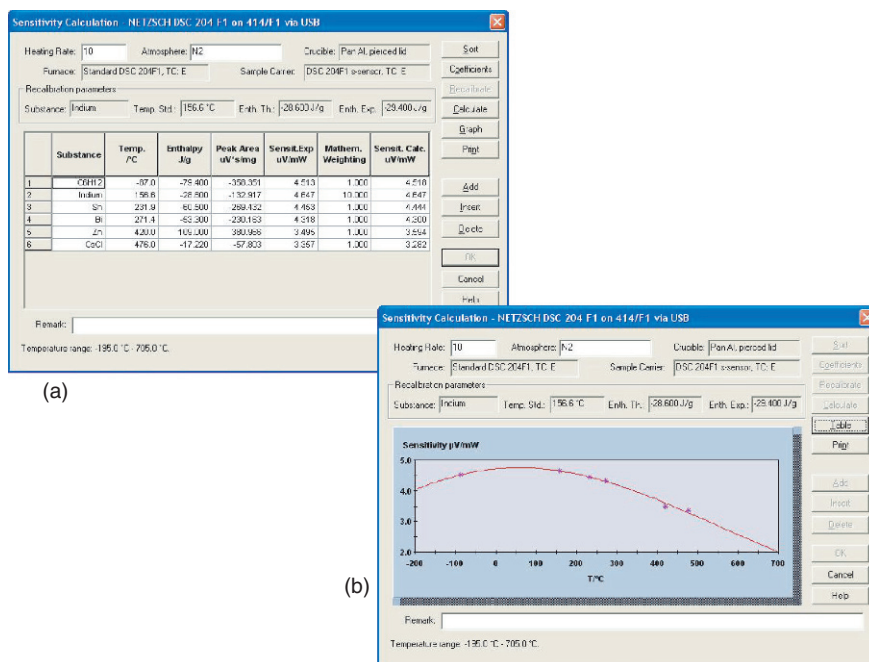 Sensitivity Calculation - NETZSCH DSC 204 F1 on 414/F1 via USB
Heating Rate: 10 Atmosphere: N2 Crucible: Pan Al, pierced lid
Furnace: Standard DSC 204F1, TC: E Sample Carrier: DSC 204F1 s-sensor, TC: E
Recalibration parameters
Substance: Indium Temp. Std.: 156.6 °C Enth. Th.: -28.600 J/g Enth. Exp.: -29.400 J/g
Substance Temp. /°C Enthalpy J/g Peak Area uV*s/mg Sensit.Exp uV/mW Mathem. Weighting Sensit. Calc. uV/mW
1 C6H12 -87.0 -79.400 -358.351 4.513 1.000 4.518
2 Indium 156.6 -28.600 -132.917 4.647 10.000 4.647
3 Sn 231.9 -60.500 -269.432 4.453 1.000 4.444
4 Bi 271.4 -53.300 -230.163 4.318 1.000 4.300
5 Zn 420.0 109.000 380.966 3.495 1.000 3.594
6 CsCl 476.0 -17.220 -57.803 3.357 1.000 3.282
Remark:
Temperature range: -195.0 °C - 705.0 °C.
Sort
Coefficients
Recalibrate
Calculate
Graph
Print
Add
Insert
Delete
OK
Cancel
Help
(a)
Sensitivity Calculation - NETZSCH DSC 204 F1 on 414/F1 via USB
Heating Rate: 10 Atmosphere: N2 Crucible: Pan Al, pierced lid
Furnace: Standard DSC 204F1, TC: E Sample Carrier: DSC 204F1 s-sensor, TC: E
Recalibration parameters
Substance: Indium Temp. Std.: 156.6 °C Enth. Th.: -28.600 J/g Enth. Exp.: -29.400 J/g
Sensitivity µV/mW
5.0
4.0
3.0
2.0
-200 -100 0 100 200 300 400 500 600 700
T/°C
Remark:
Temperature range: -195.0 °C - 705.0 °C.
Sort
Coefficients
Recalibrate
Calculate
Table
Print
Add
Insert
Delete
OK
Cancel
Help
(b)